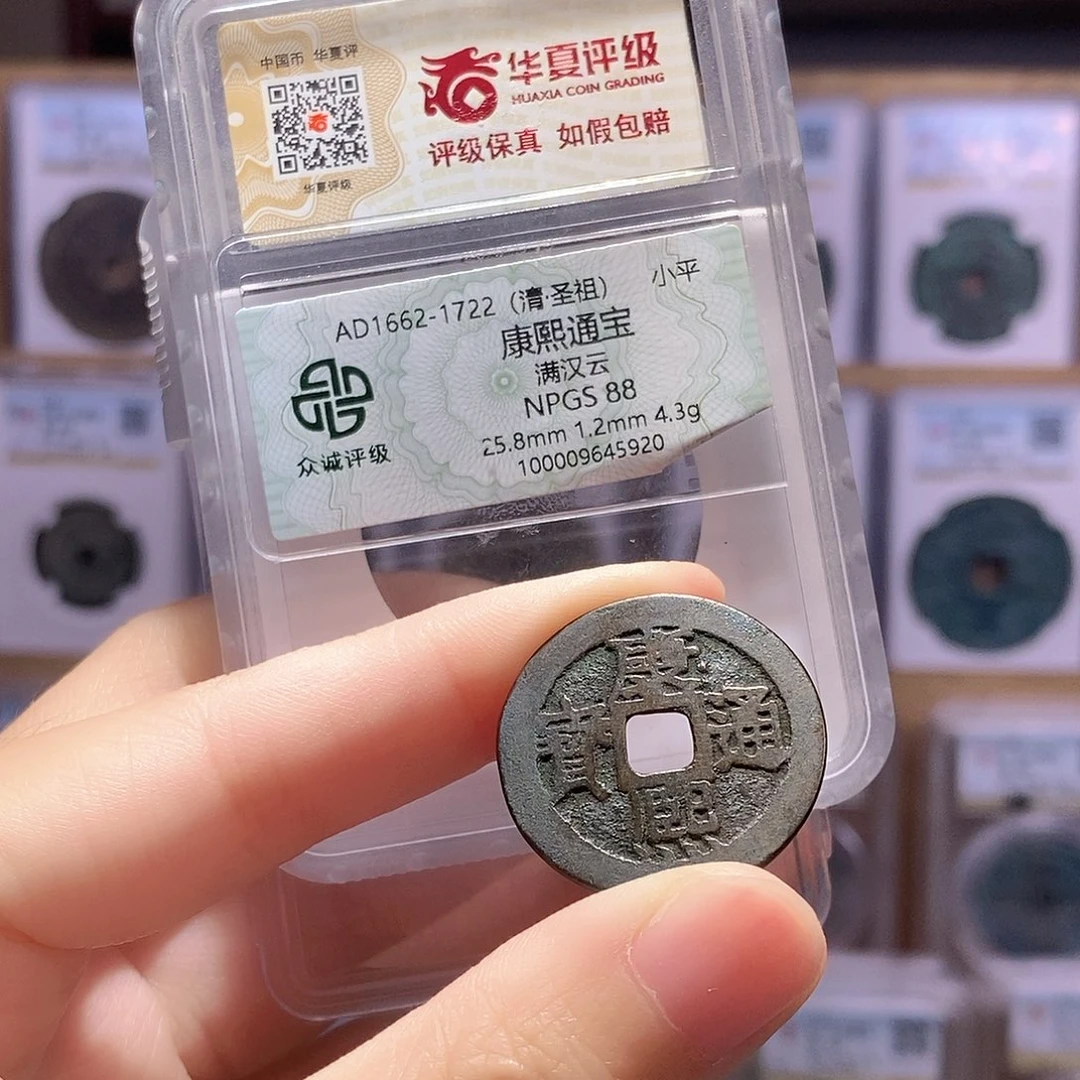 中国币 华夏评
华夏评级
HUAXIA COIN GRADING
评级保真 如假包赔
华夏评级
AD1662-1722（清·圣祖） 小平
康熙通宝
满汉云
NPGS 88
25.8mm 1.2mm 4.3g
100009645920
众诚评级
康熙通寶